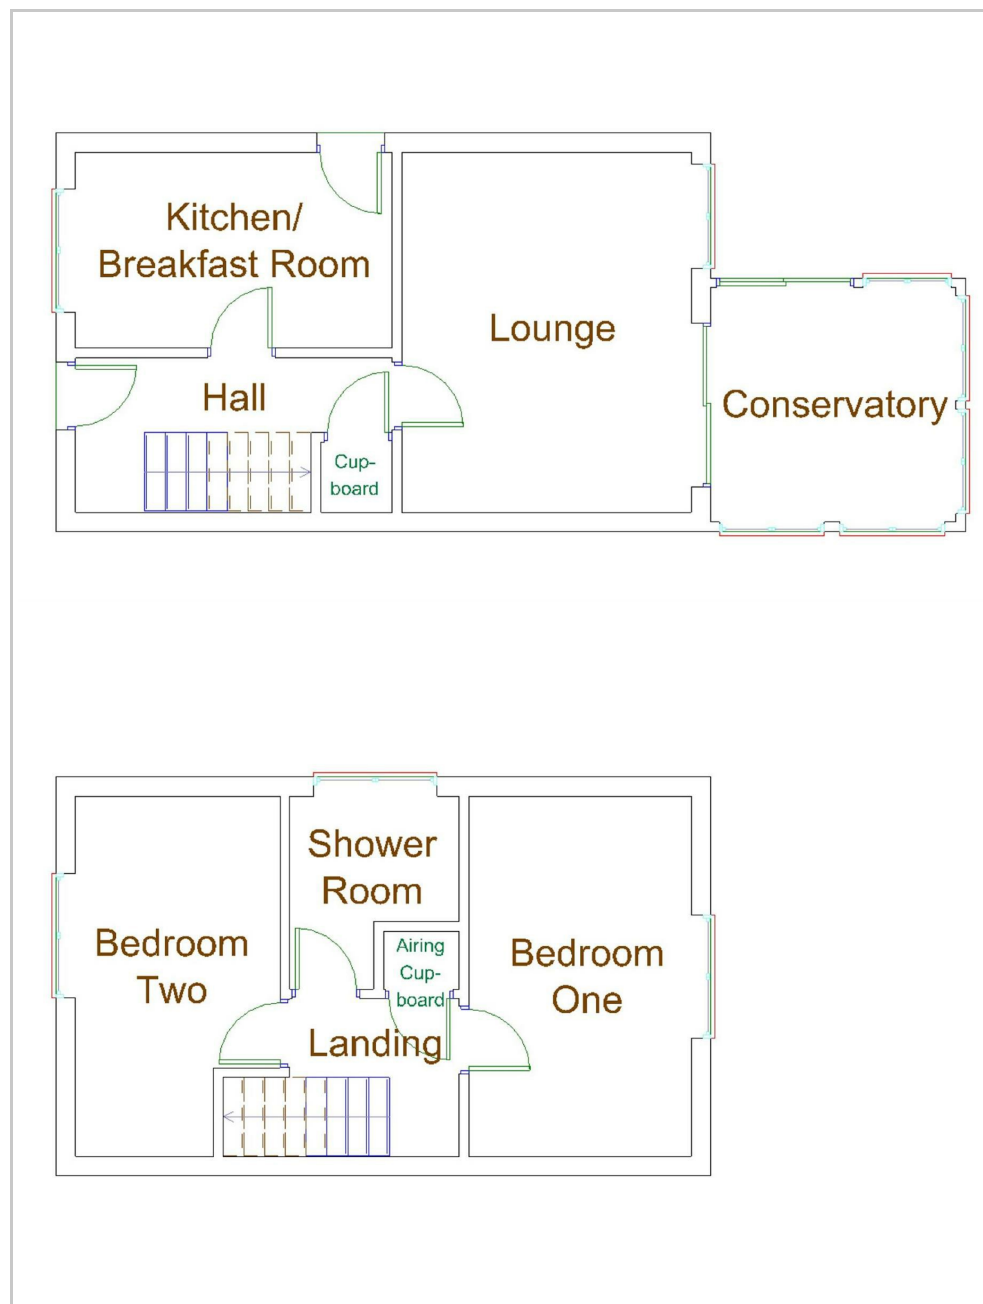 Kitchen/
Breakfast Room
Lounge
Hall
Conservatory
Cup-
board
Shower
Room
Bedroom
Two
Airing
Cup-
board
Bedroom
One
Landing